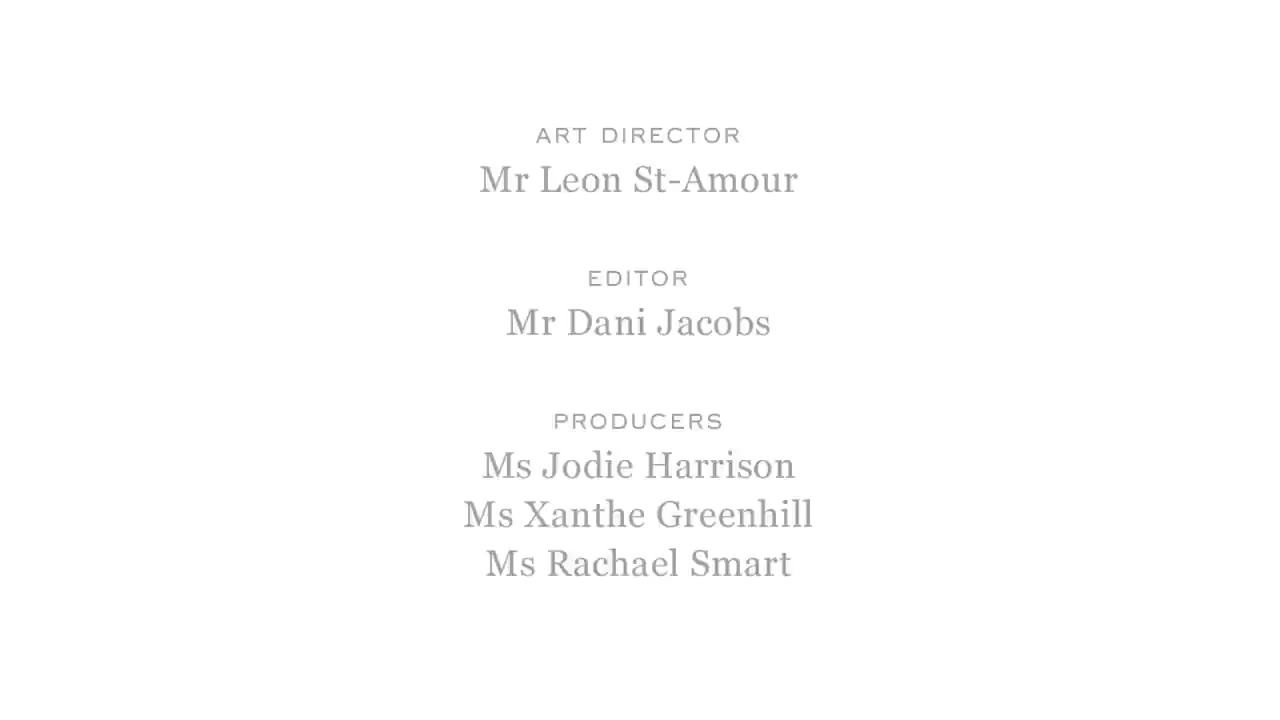 ART DIRECTOR
Mr Leon St-Amour
EDITOR
Mr Dani Jacobs
PRODUCERS
Ms Jodie Harrison
Ms Xanthe Greenhill
Ms Rachael Smart